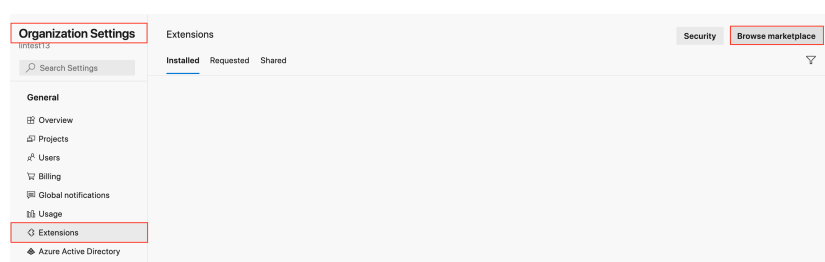 Organization Settings
lintest13
Search Settings
General
Overview
Projects
Users
Billing
Global notifications
Usage
Extensions
Azure Active Directory
Extensions
Security
Browse marketplace
Installed
Requested
Shared